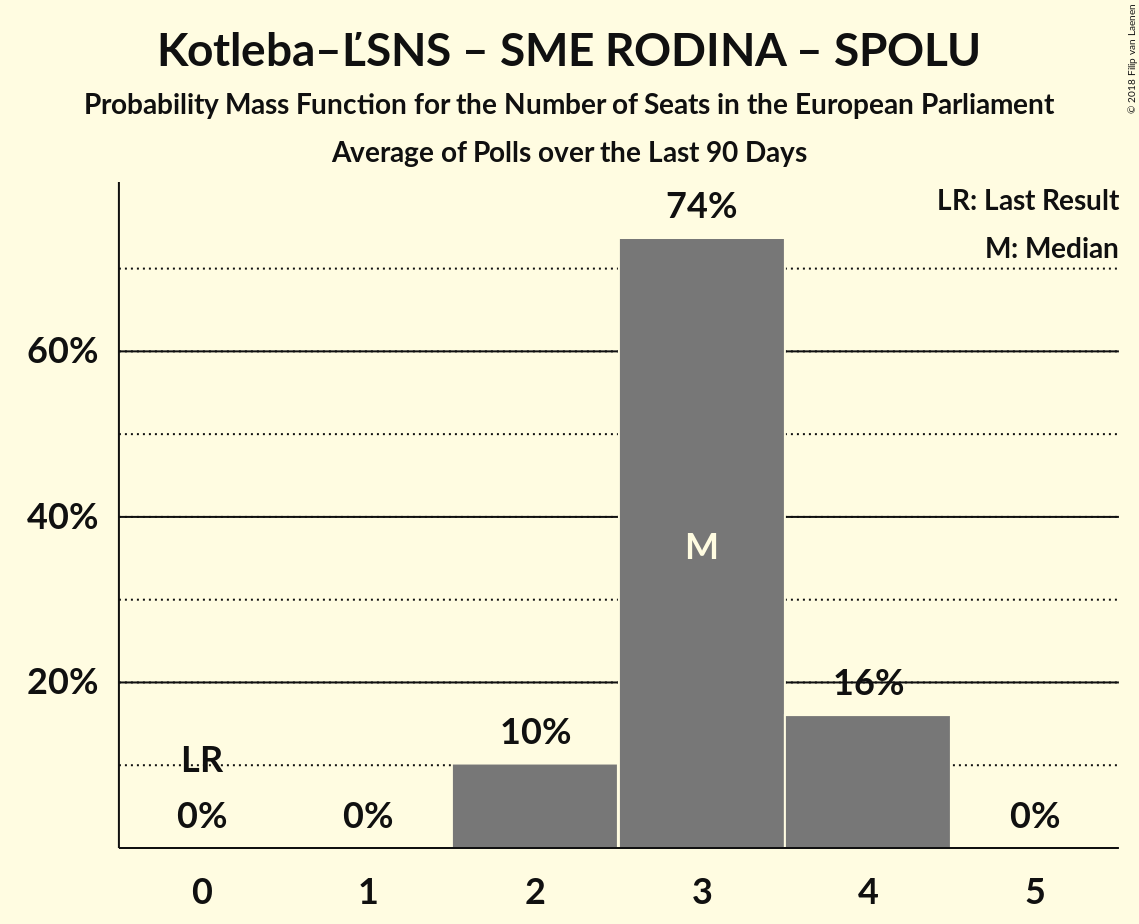 Kotleba–ĽSNS – SME RODINA – SPOLU
Probability Mass Function for the Number of Seats in the European Parliament
Average of Polls over the Last 90 Days
© 2018 Filip van Laenen
LR: Last Result
M: Median
74%
60%
40%
M
20%
16%
10%
LR
0%
0%
0%
0
1
2
3
4
5